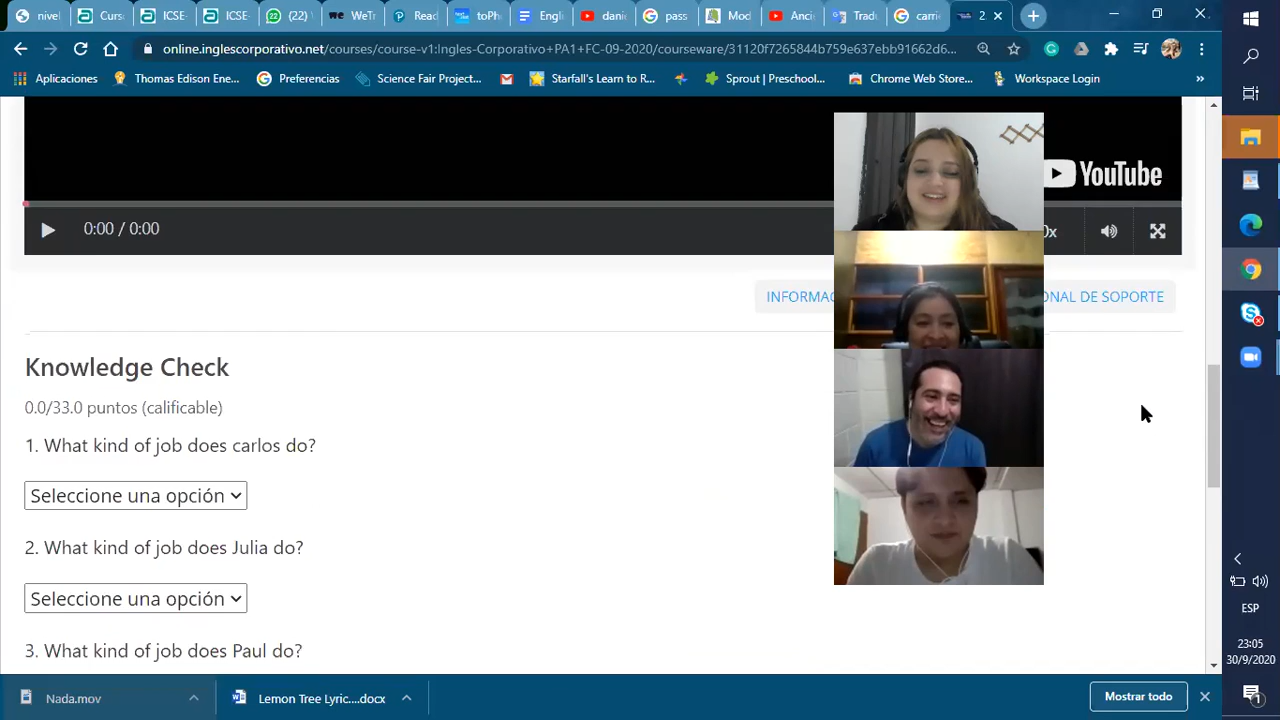 nivel
Curs
ICSE-
ICSE-
(22)
WeTr
Read
toPh
Engli
dani
pass
Mod
Anci
Tradu
carri
2
online.inglescorporativo.net/courses/course-v1:Ingles-Corporativo+PA1+FC-09-2020/courseware/31120f7265844b759e637ebb91662d6...
Aplicaciones
Thomas Edison Ene...
Preferencias
Science Fair Project...
Starfall's Learn to R...
Sprout | Preschool...
Chrome Web Store...
Workspace Login
»
YouTube
0:00 / 0:00
0x
INFORMAC
ONAL DE SOPORTE
Knowledge Check
0.0/33.0 puntos (calificable)
1. What kind of job does carlos do?
Seleccione una opción
2. What kind of job does Julia do?
Seleccione una opción
3. What kind of job does Paul do?
ESP
23:05
30/9/2020
1
Nada.mov
Lemon Tree Lyric....docx
Mostrar todo